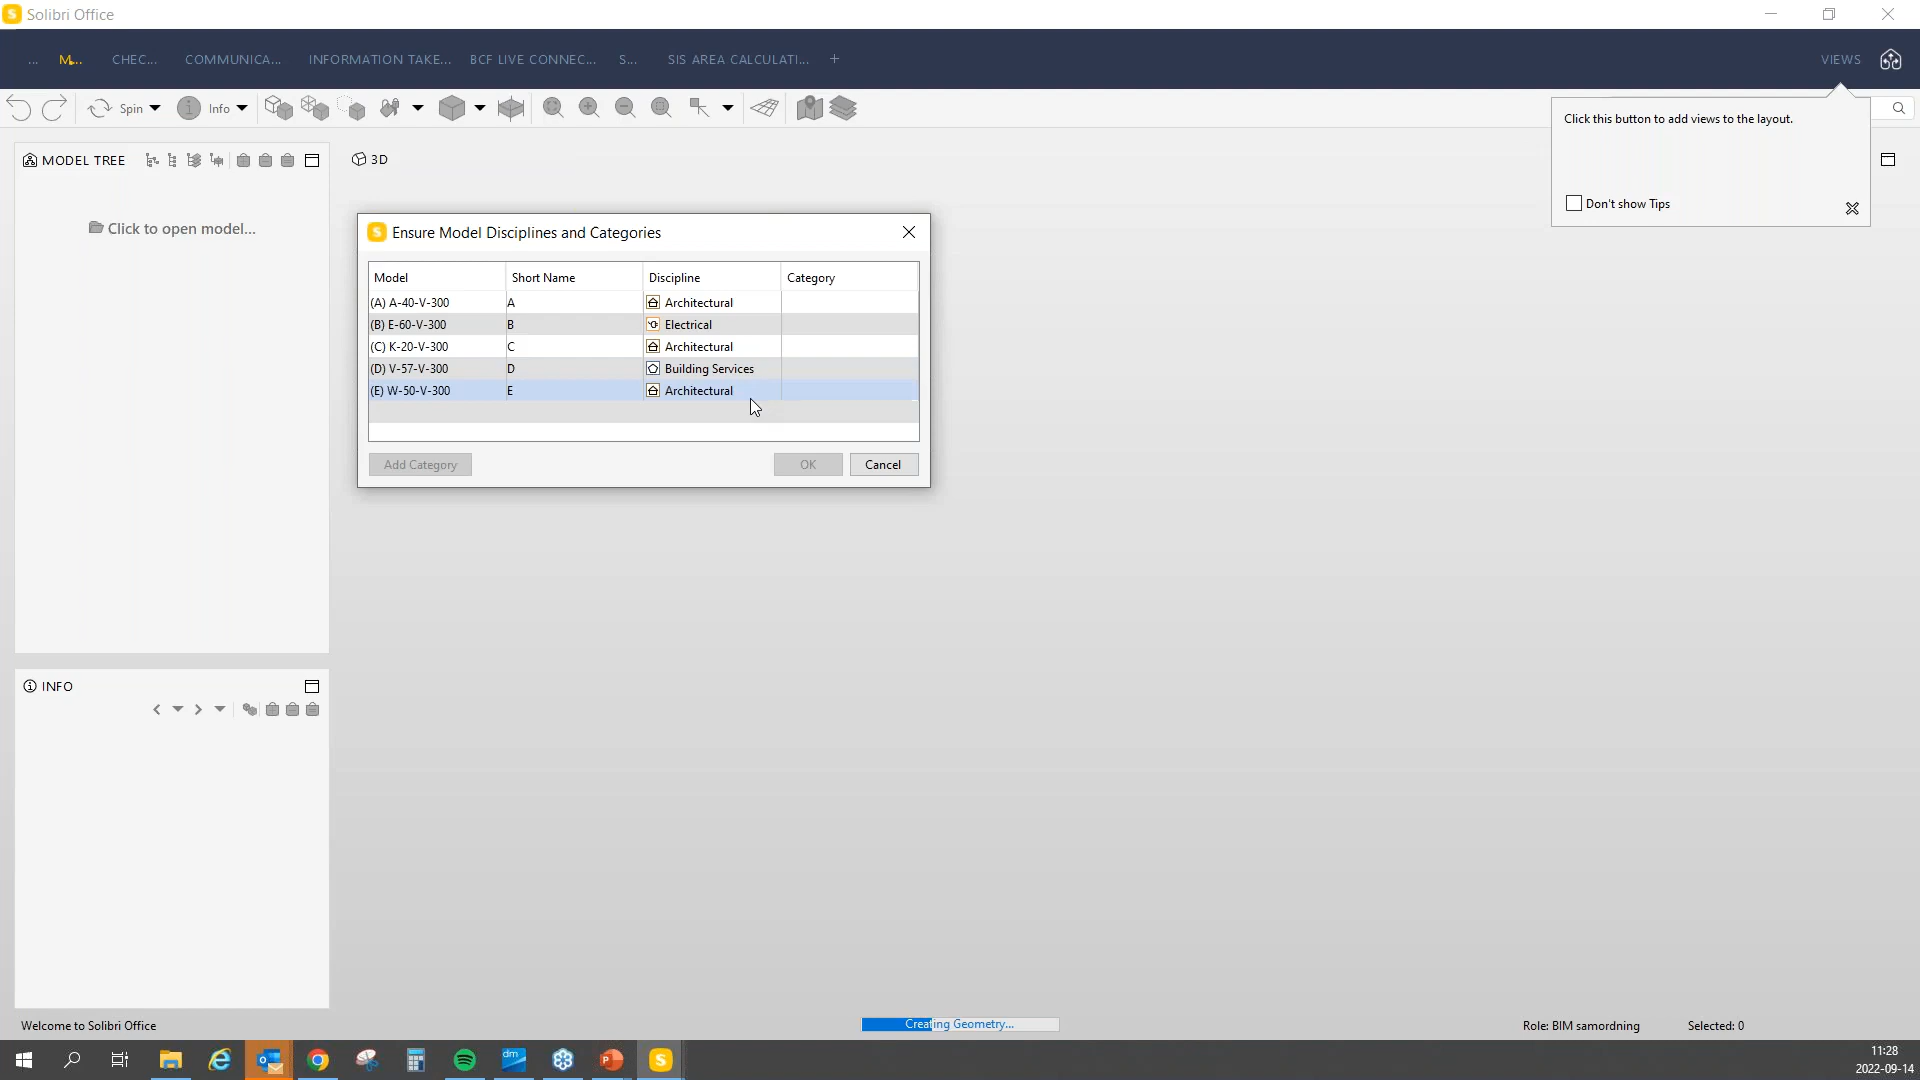 Solibri Office
... M... CHEC... COMMUNICA... INFORMATION TAKE... BCF LIVE CONNEC... S... SIS AREA CALCULATI... + VIEWS
Spin Info
Click this button to add views to the layout.
Don't show Tips
MODEL TREE
3D
Click to open model...
Ensure Model Disciplines and Categories
Model Short Name Discipline Category
(A) A-40-V-300 A Architectural
(B) E-60-V-300 B Electrical
(C) K-20-V-300 C Architectural
(D) V-57-V-300 D Building Services
(E) W-50-V-300 E Architectural
Add Category OK Cancel
INFO
Welcome to Solibri Office Creating Geometry... Role: BIM samordning Selected: 0
dm
11:28
2022-09-14